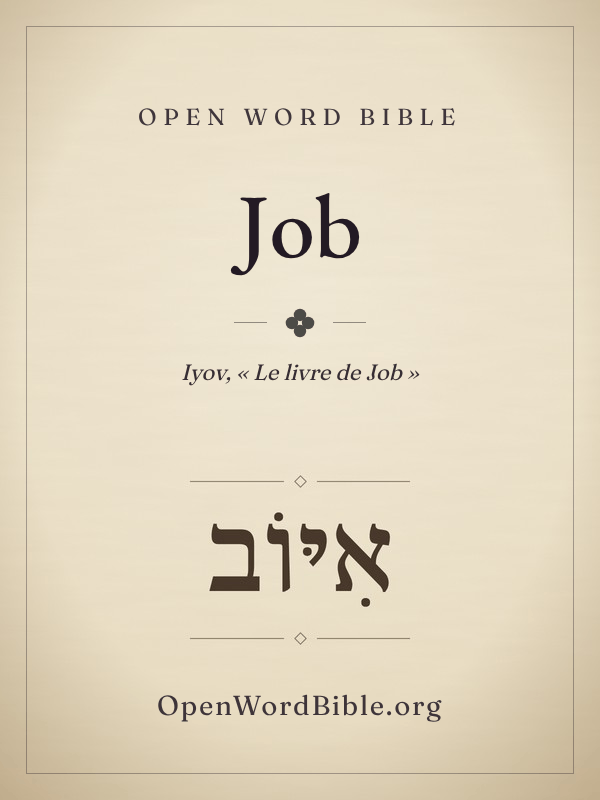 OPEN WORD BIBLE
Job
Iyov, « Le livre de Job »
אִיּוֹב
OpenWordBible.org